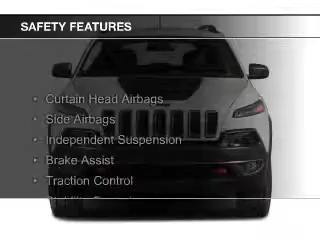 SAFETY FEATURES
• Curtain Head Airbags
• Side Airbags
• Independent Suspension
• Brake Assist
• Traction Control